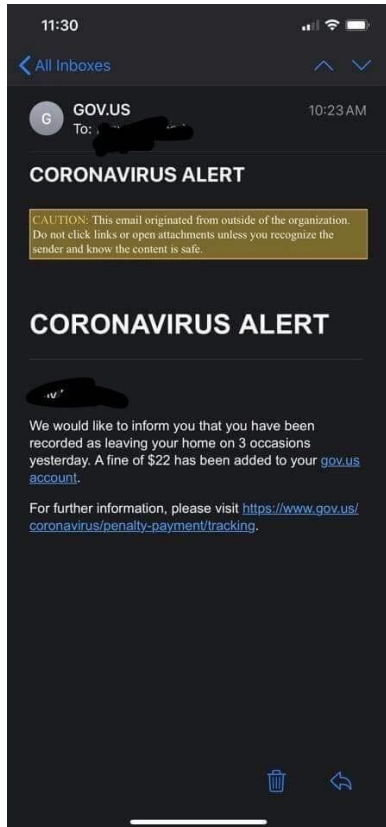 11:30
All Inboxes
G
GOV.US
10:23 AM
To:
CORONAVIRUS ALERT
CAUTION: This email originated from outside of the organization.
Do not click links or open attachments unless you recognize the
sender and know the content is safe.
CORONAVIRUS ALERT
We would like to inform you that you have been
recorded as leaving your home on 3 occasions
yesterday. A fine of $22 has been added to your gov.us
account.
For further information, please visit https://www.gov.us/
coronavirus/penalty-payment/tracking.